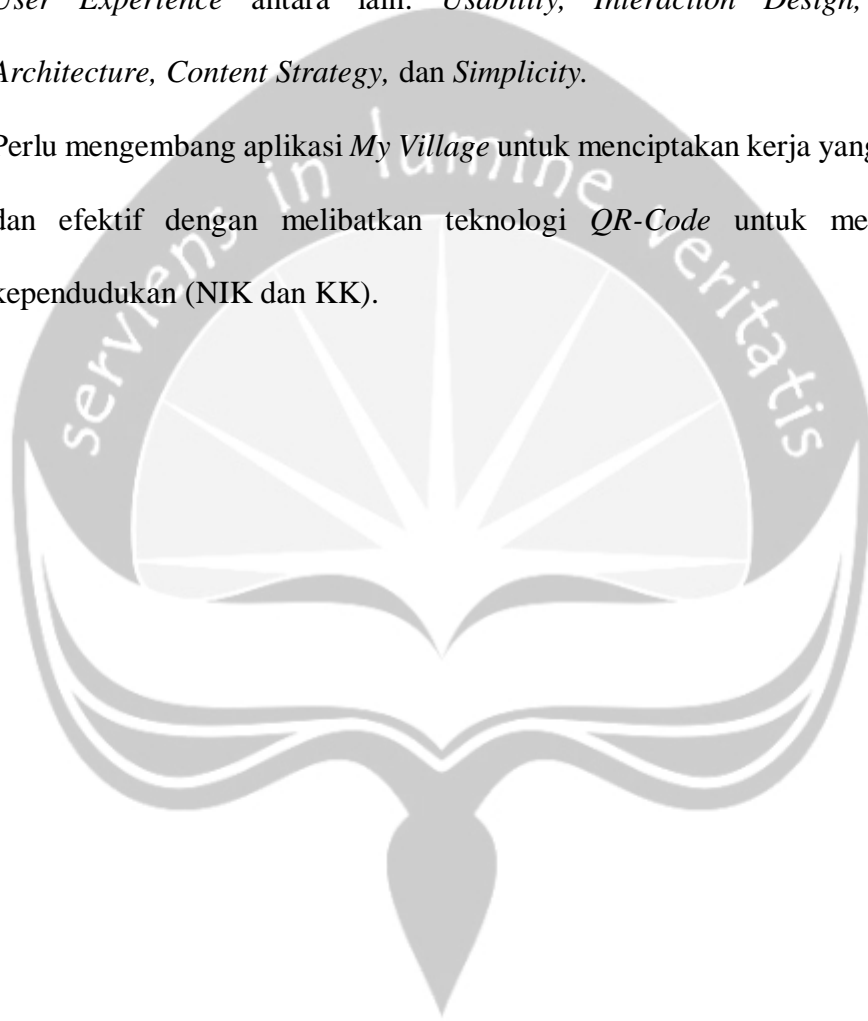 User Experience antara lain: Usability, Interaction Design,
Architecture, Content Strategy, dan Simplicity.
Perlu mengembang aplikasi My Village untuk menciptakan kerja yang
serviens in lumine veritatis
dan efektif dengan melibatkan teknologi QR-Code untuk me
kependudukan (NIK dan KK).